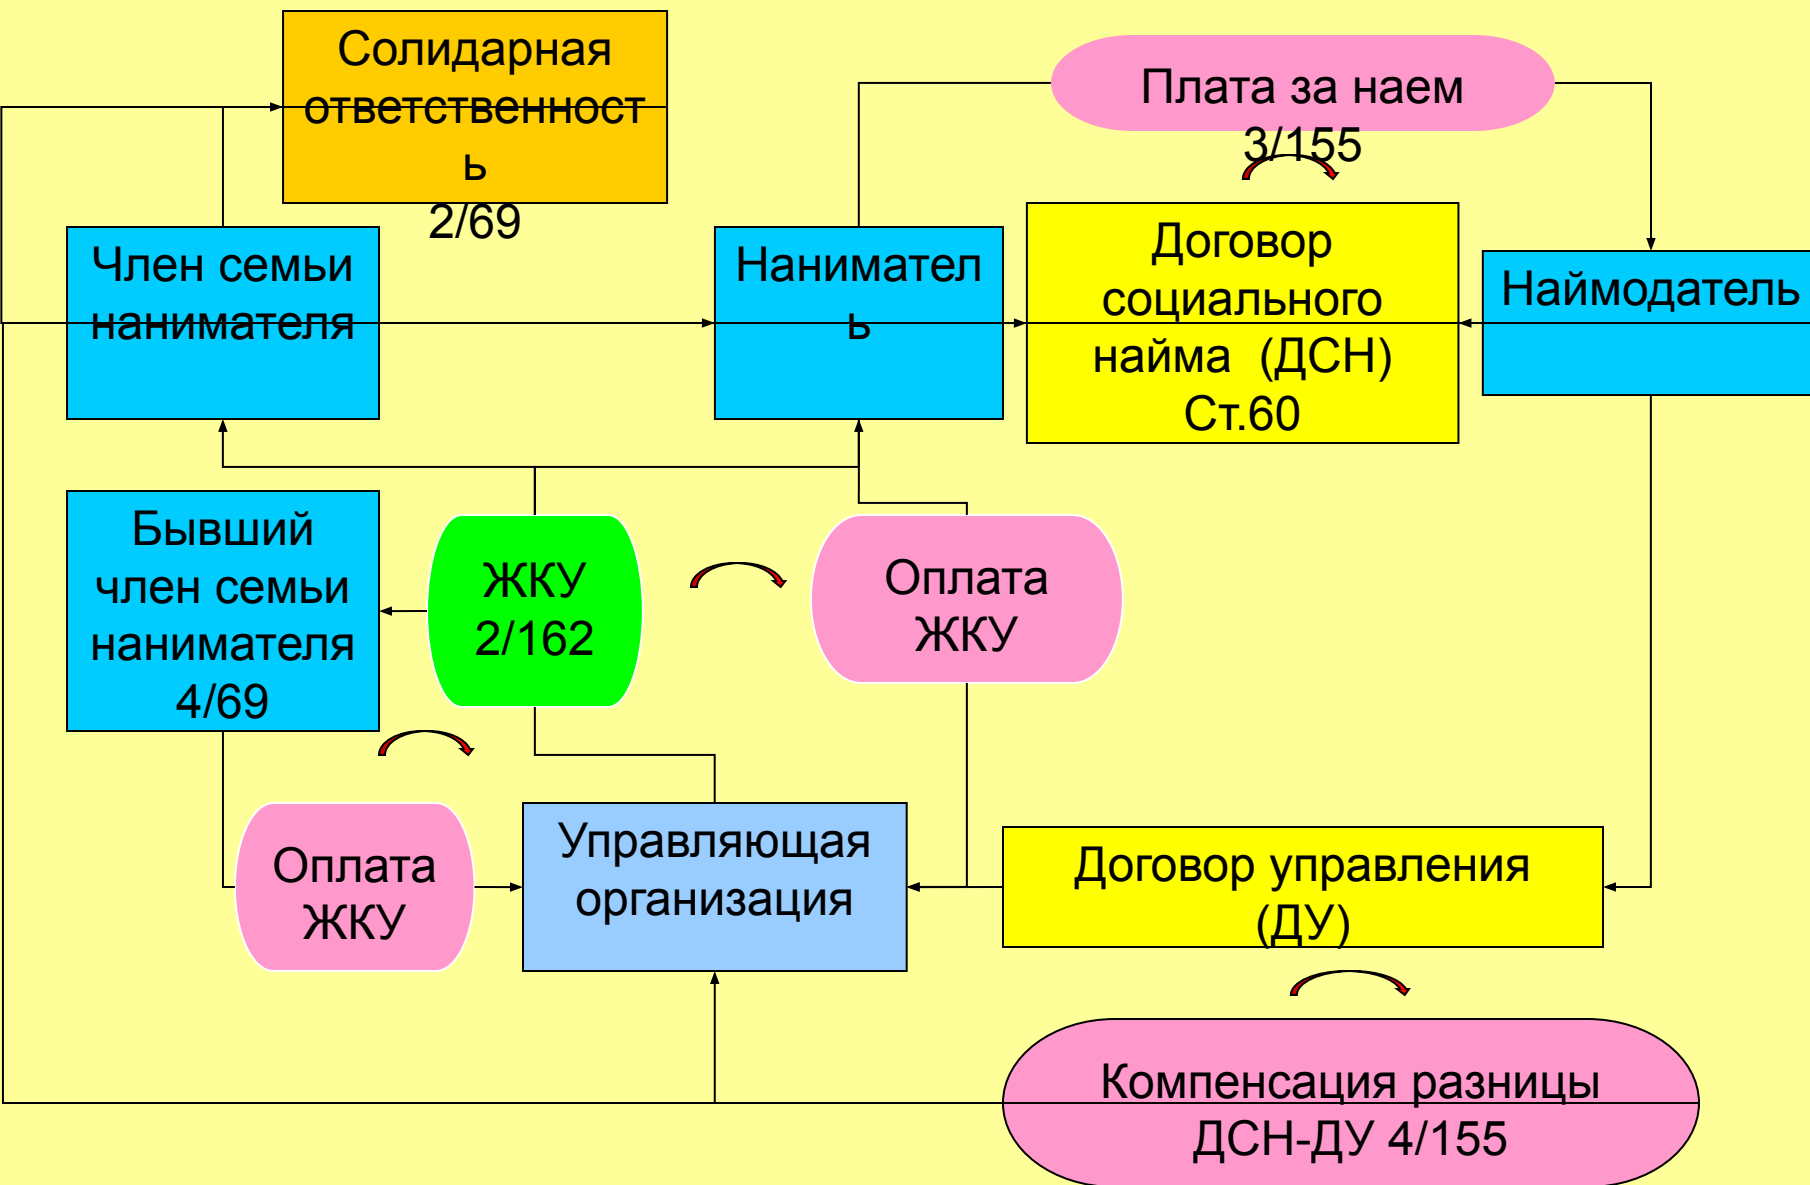 Солидарная
ответственност
ь
2/69
Плата за наем
3/155
Член семьи
нанимателя
Нанимател
ь
Договор
социального
найма (ДСН)
Ст.60
Наймодатель
Бывший
член семьи
нанимателя
4/69
ЖКУ
2/162
Оплата
ЖКУ
Оплата
ЖКУ
Управляющая
организация
Договор управления
(ДУ)
Компенсация разницы
ДСН-ДУ 4/155